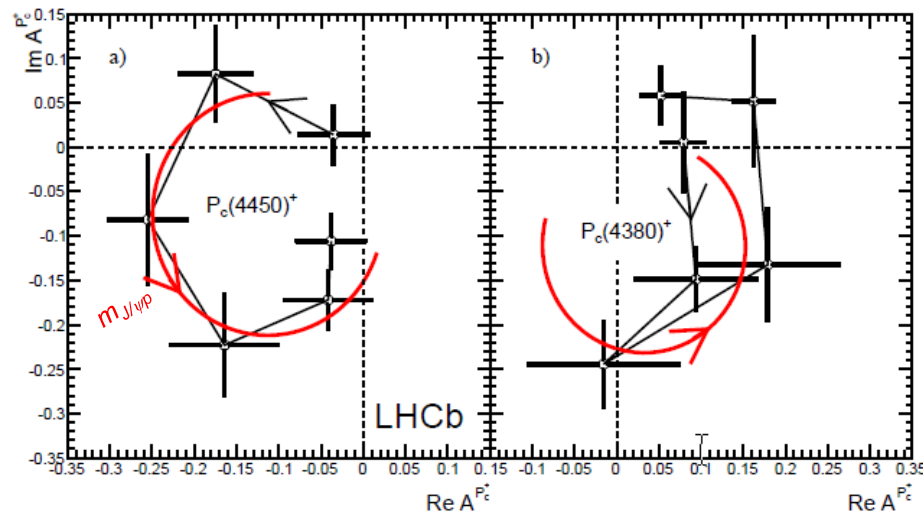 Im A^{P_c^+}
0.15
0.1
0.05
0
-0.05
-0.1
-0.15
-0.2
-0.25
-0.3
-0.35
a)
P_c(4450)^+
m_{J/ψp}
LHCb
-0.35 -0.3 -0.25 -0.2 -0.15 -0.1 -0.05 0 0.05 0.1 0.15
Re A^{P_c^+}
b)
P_c(4380)^+
-0.1 -0.05 0 0.05 0.1 0.15 0.2 0.25 0.3 0.35
Re A^{P_c^+}